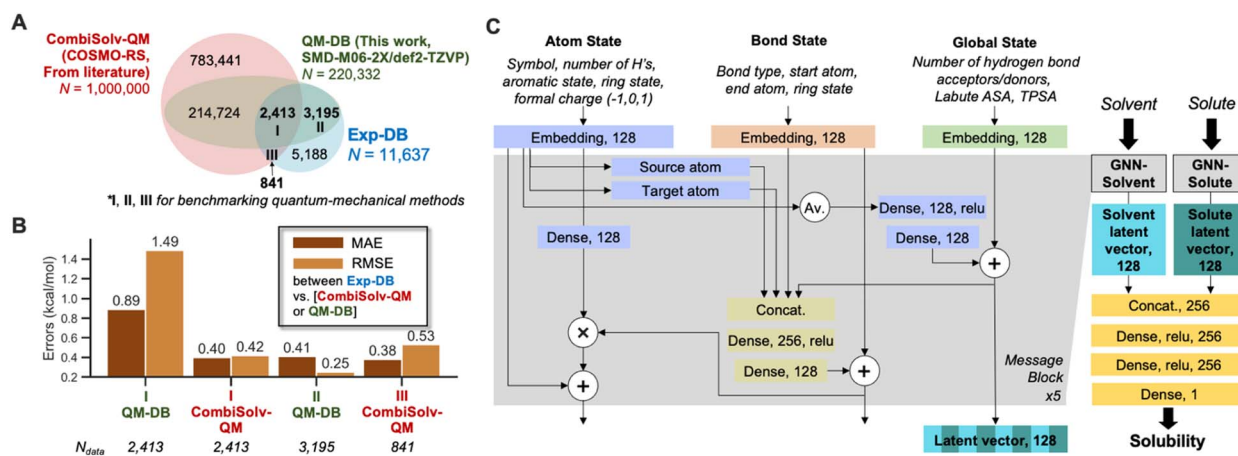 A
CombiSolv-QM
(COSMO-RS,
From literature)
N = 1,000,000
QM-DB (This work,
SMD-M06-2X/def2-TZVP)
N = 220,332
783,441
214,724
2,413
I
3,195
II
III
5,188
841
Exp-DB
N = 11,637
*I, II, III for benchmarking quantum-mechanical methods
B
Errors (kcal/mol)
1.4
1.2
1.0
0.8
0.6
0.4
0.2
0.89
1.49
0.40
0.42
0.41
0.25
0.38
0.53
MAE
RMSE
between Exp-DB
vs. [CombiSolv-QM
or QM-DB]
I
QM-DB
I
CombiSolv-
QM
II
QM-DB
III
CombiSolv-
QM
Ndata
2,413
2,413
3,195
841
C
Atom State
Symbol, number of H's,
aromatic state, ring state,
formal charge (-1,0,1)
Bond State
Bond type, start atom,
end atom, ring state
Global State
Number of hydrogen bond
acceptors/donors,
Labute ASA, TPSA
Embedding, 128
Embedding, 128
Embedding, 128
Source atom
Target atom
Av.
Dense, 128, relu
Dense, 128
Dense, 128
+
Concat.
Dense, 256, relu
Dense, 128
×
+
+
Message
Block
x5
Latent vector, 128
Solvent
Solute
GNN-
Solvent
GNN-
Solute
Solvent
latent
vector,
128
Solute
latent
vector,
128
Concat., 256
Dense, relu, 256
Dense, relu, 256
Dense, 1
Solubility